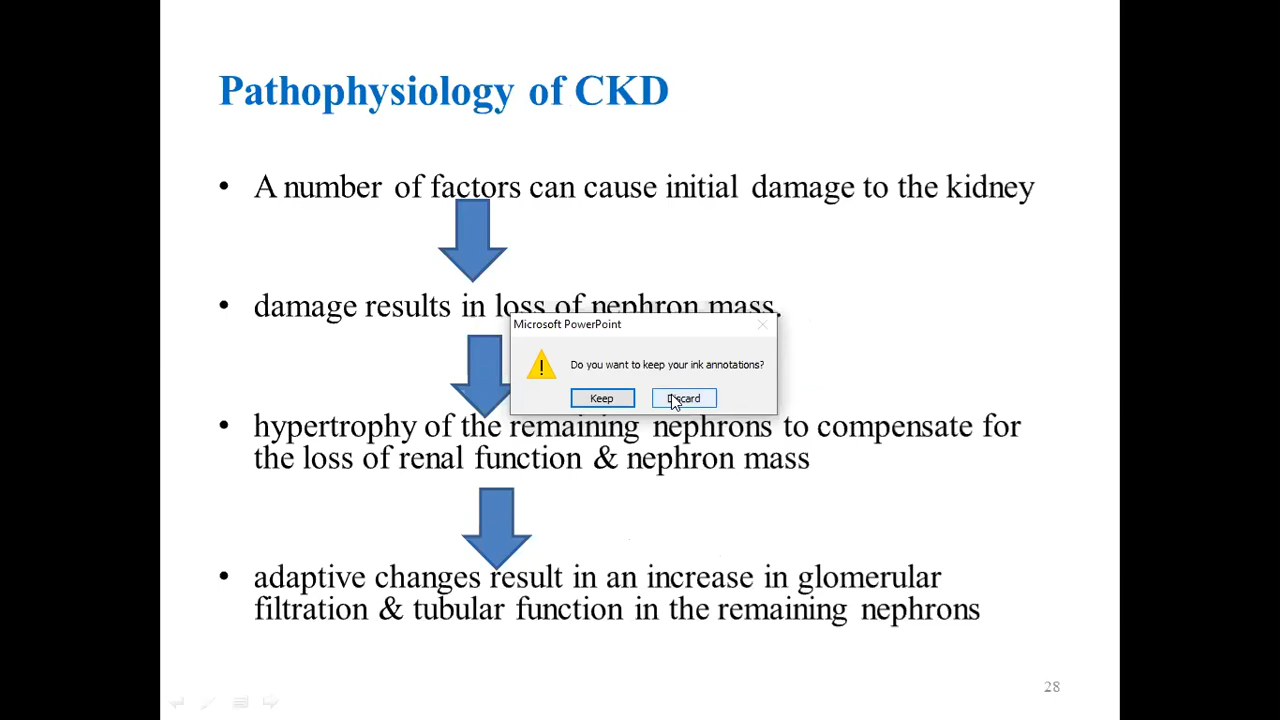 Pathophysiology of CKD
• A number of factors can cause initial damage to the kidney
• damage results in loss of nephron mass.
Microsoft PowerPoint
Do you want to keep your ink annotations?
Keep
Discard
• hypertrophy of the remaining nephrons to compensate for
the loss of renal function & nephron mass
• adaptive changes result in an increase in glomerular
filtration & tubular function in the remaining nephrons
28